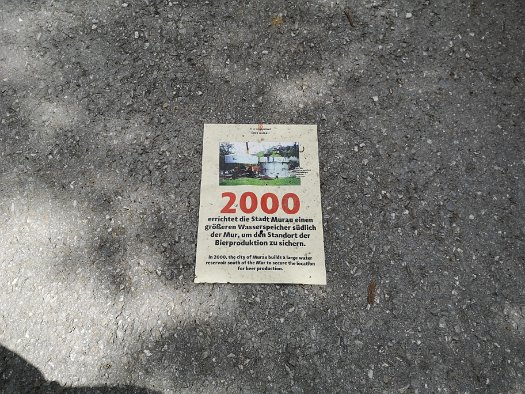 2000
errichtet die Stadt Murau einen
größeren Wasserspeicher südlich
der Mur, um den Standort der
Bierproduktion zu sichern.
In 2000, the city of Murau builds a large water
reservoir south of the Mur to secure the location
for beer production.